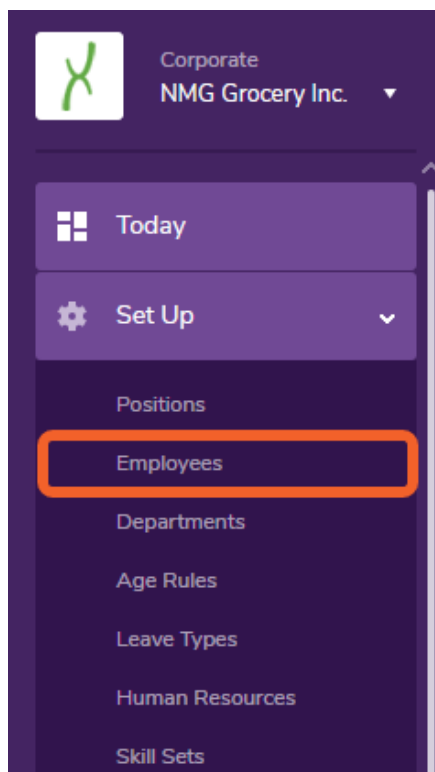 Corporate
NMG Grocery Inc.
Today
Set Up
Positions
Employees
Departments
Age Rules
Leave Types
Human Resources
Skill Sets